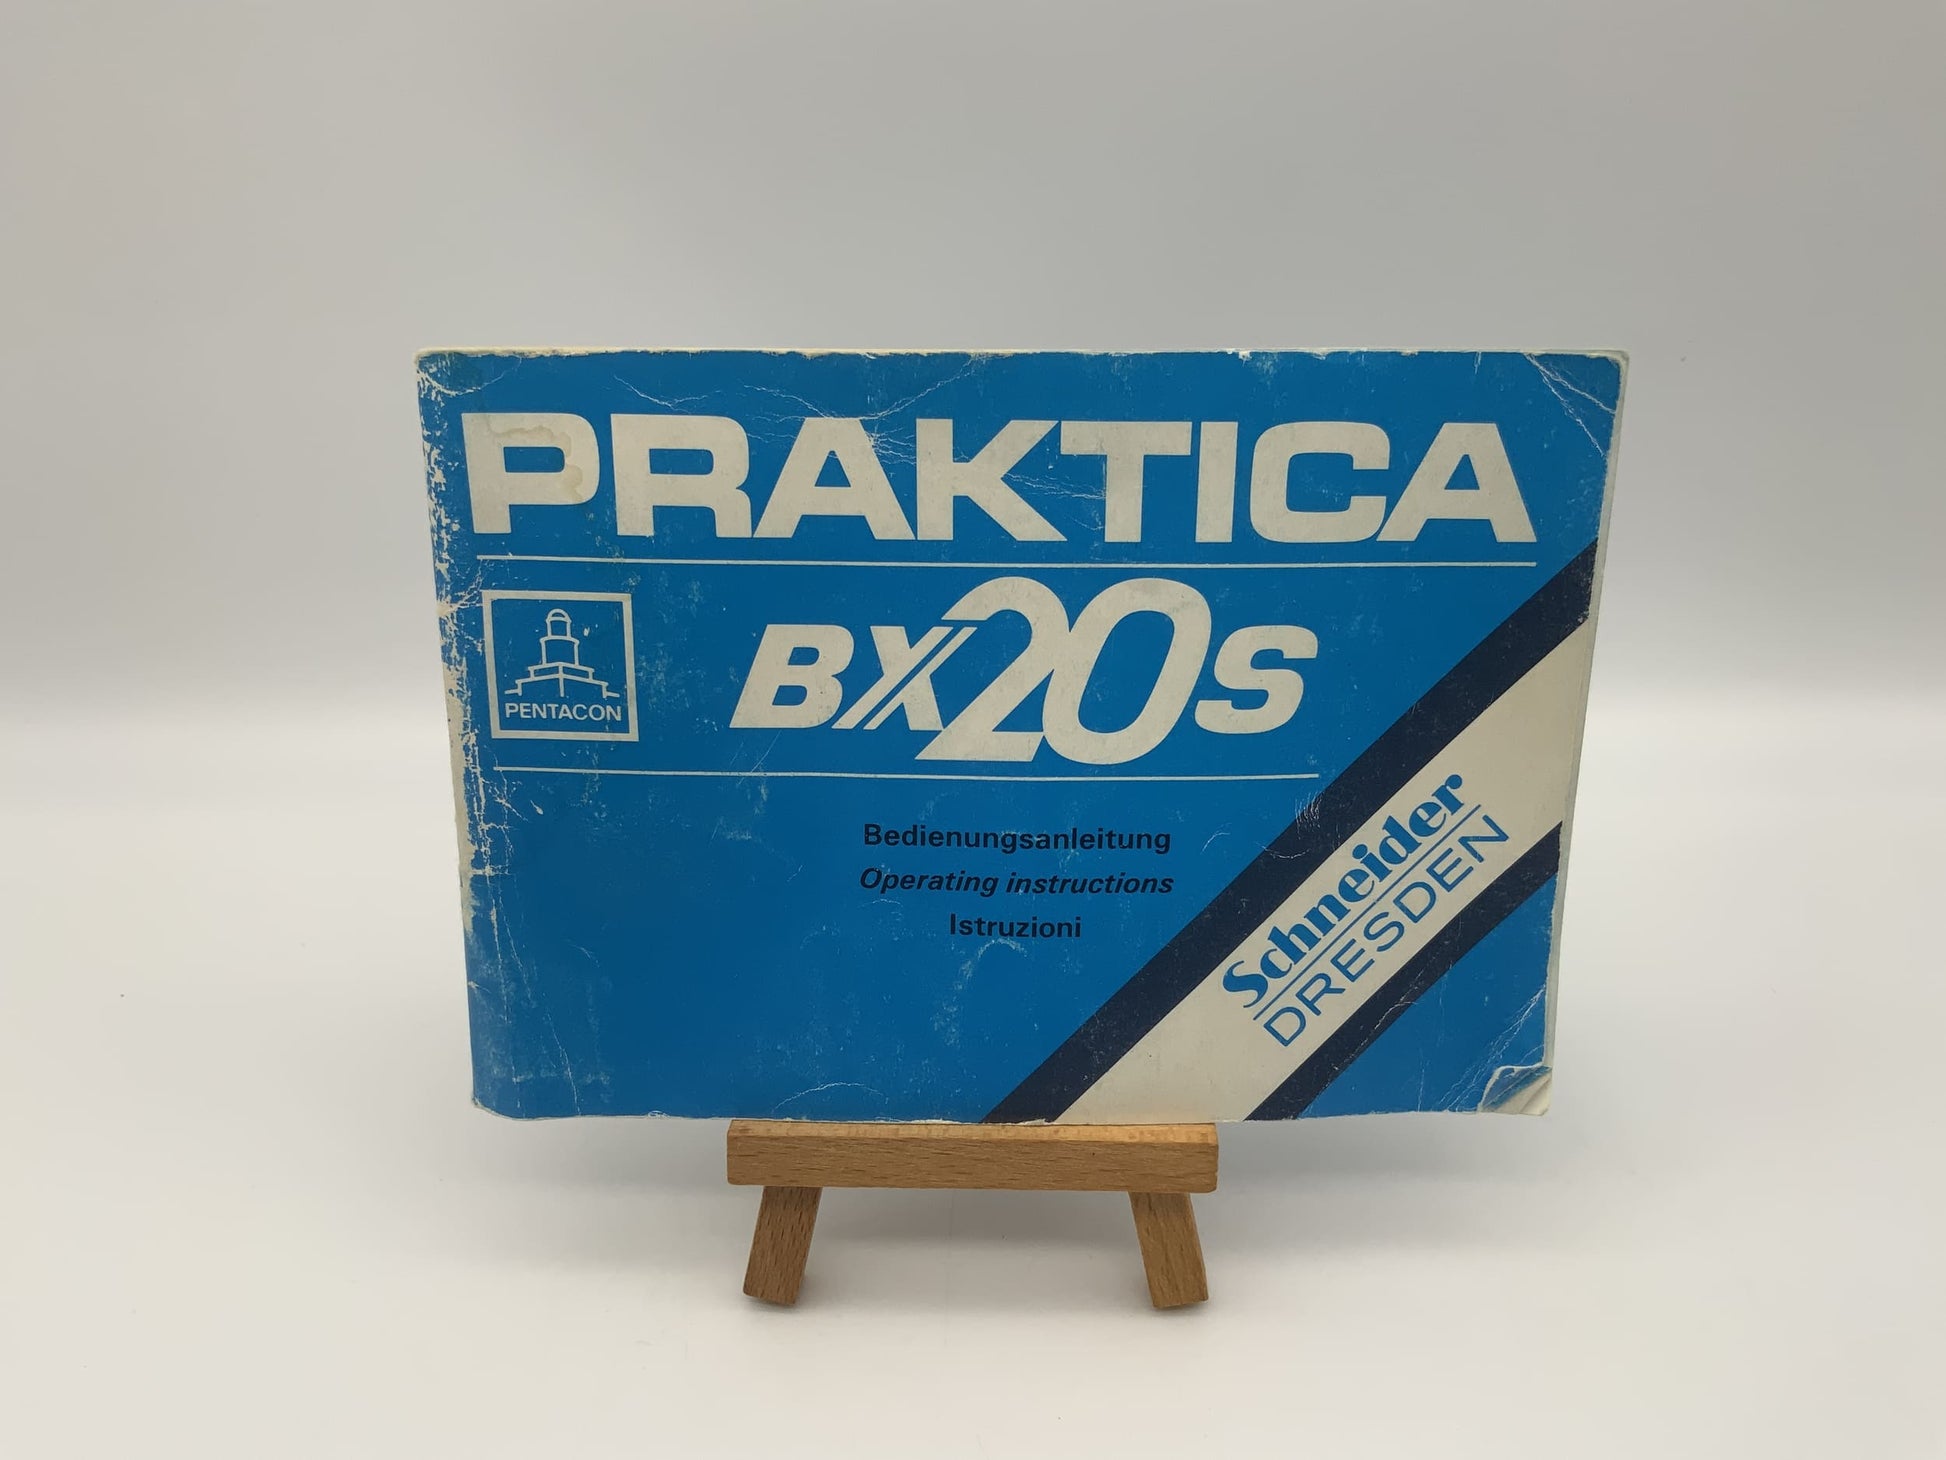 PRAKTICA
PENTACON
BX20S
Bedienungsanleitung
Operating instructions
Istruzioni
Schneider
DRESDEN